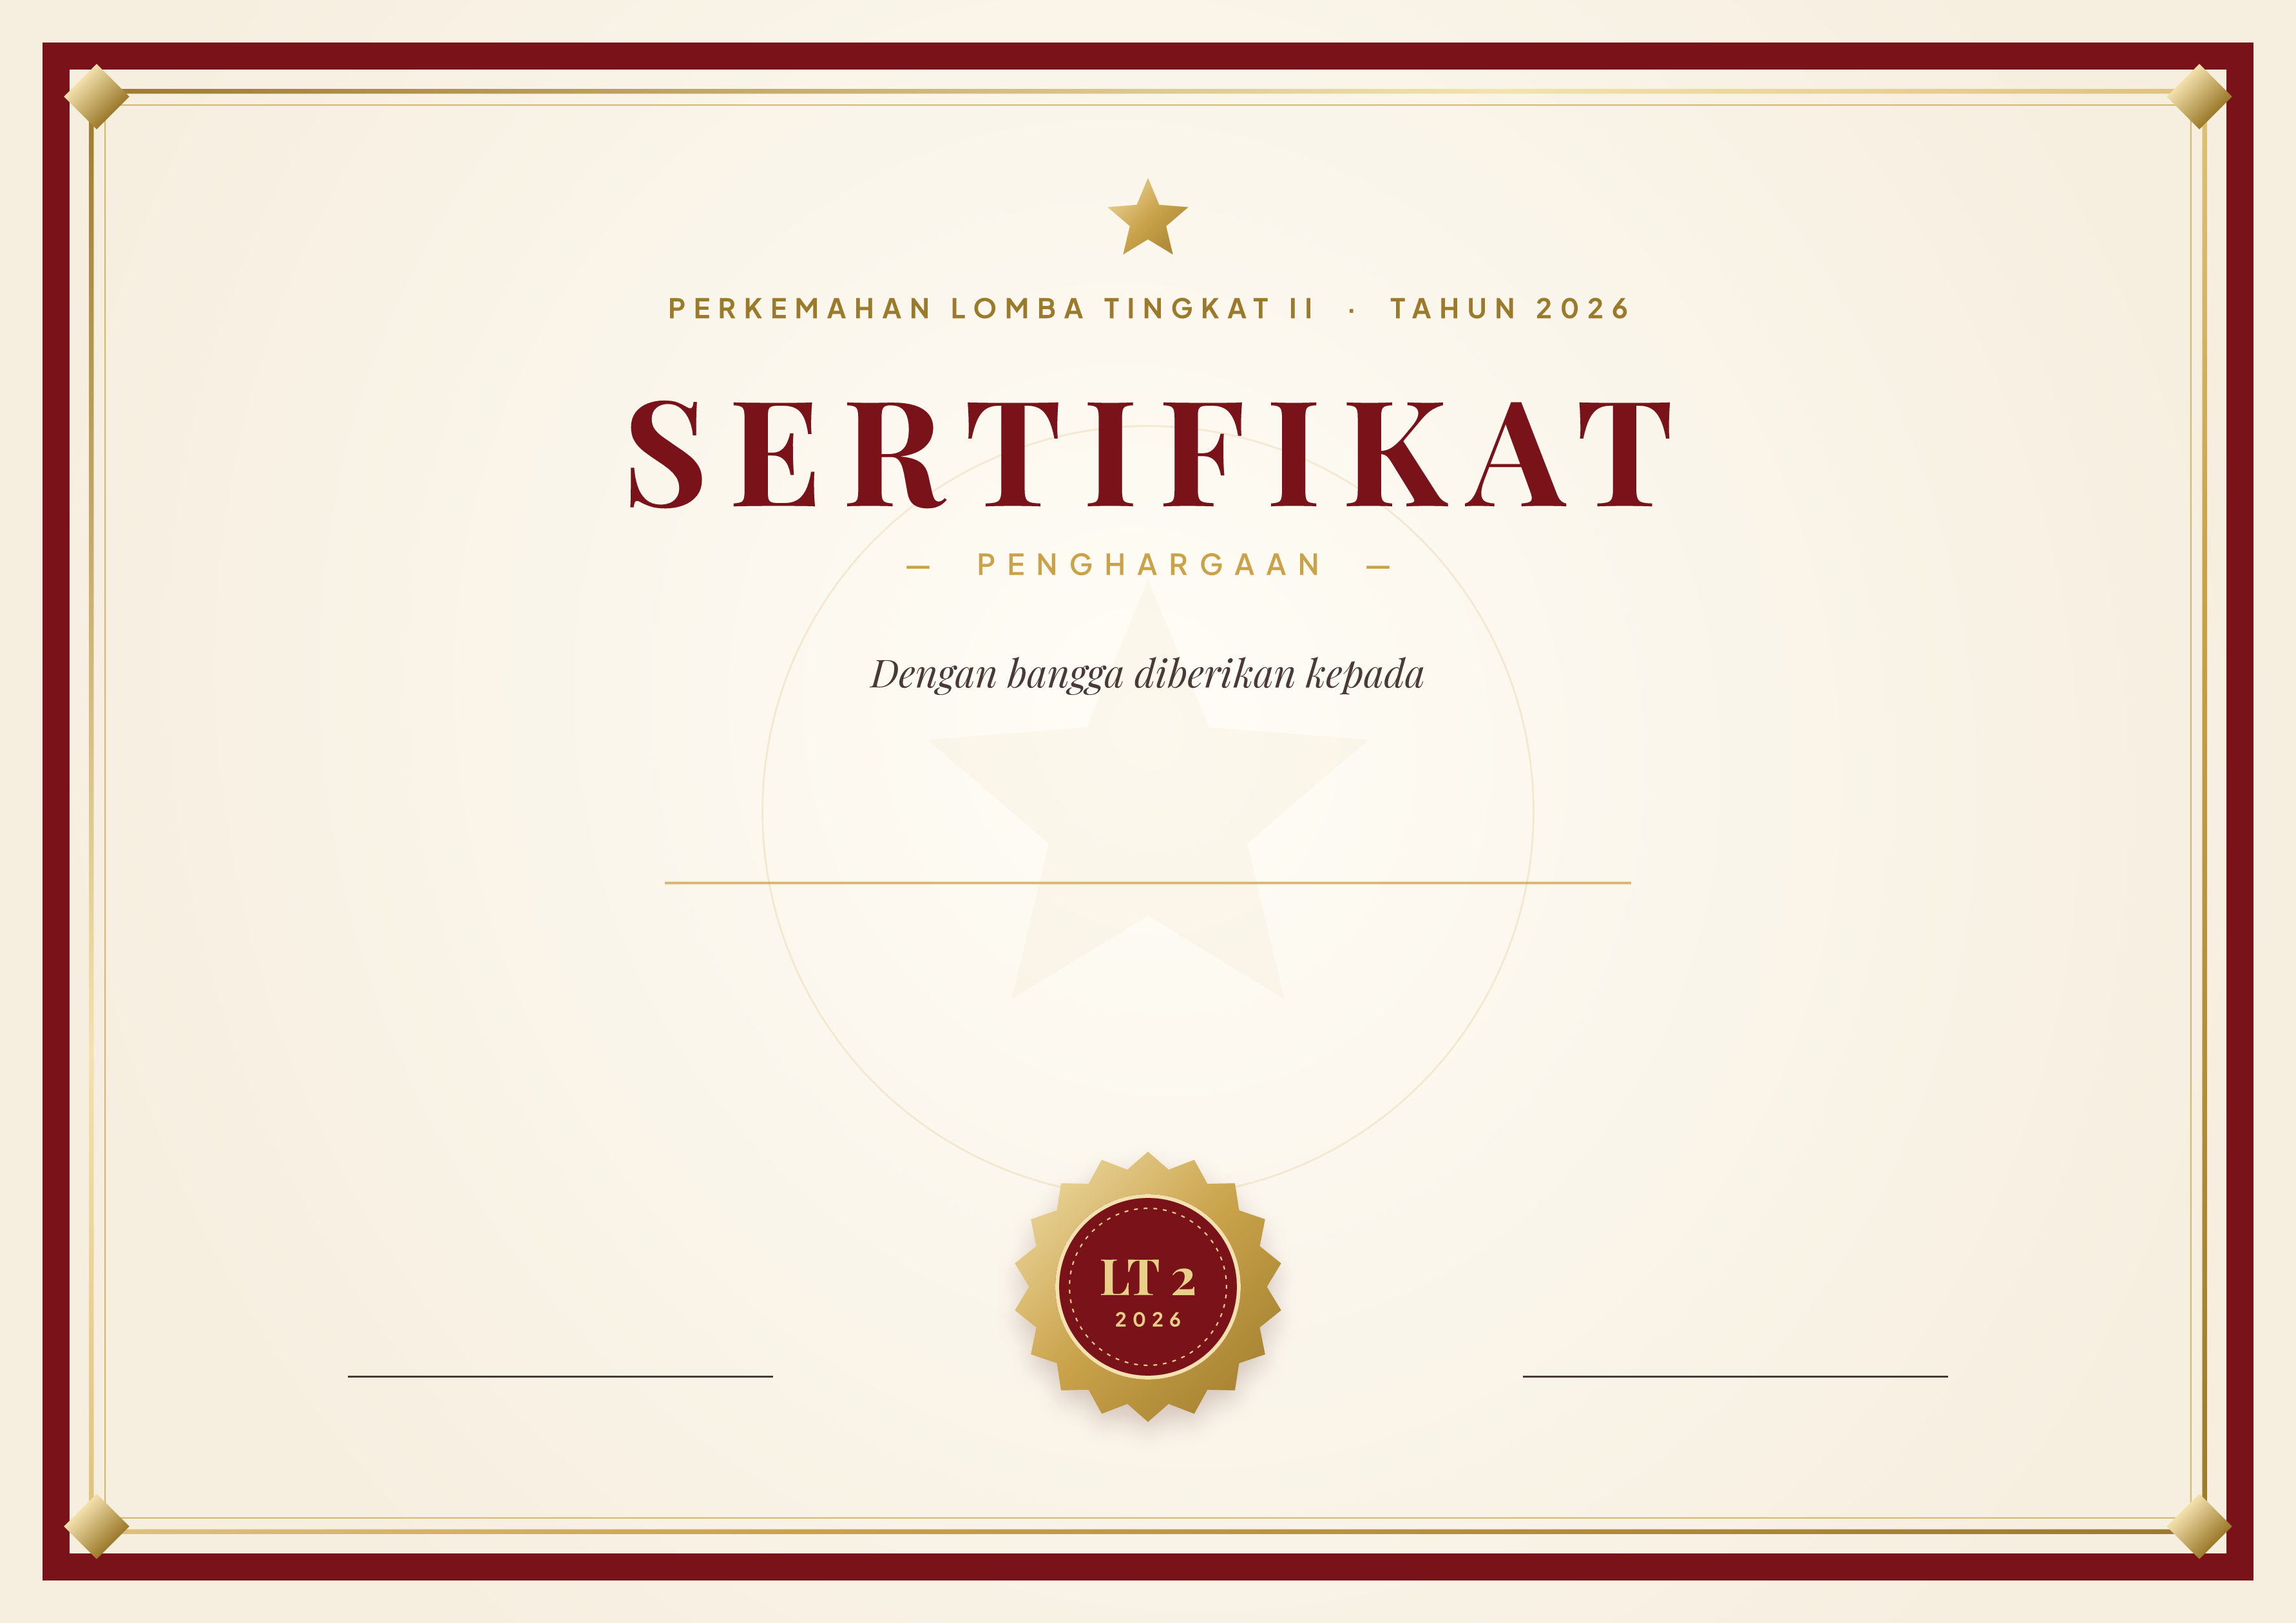 PERKEMAHAN LOMBA TINGKAT II · TAHUN 2026
SERTIFIKAT
— PENGHARGAAN —
Dengan bangga diberikan kepada
LT 2
2026